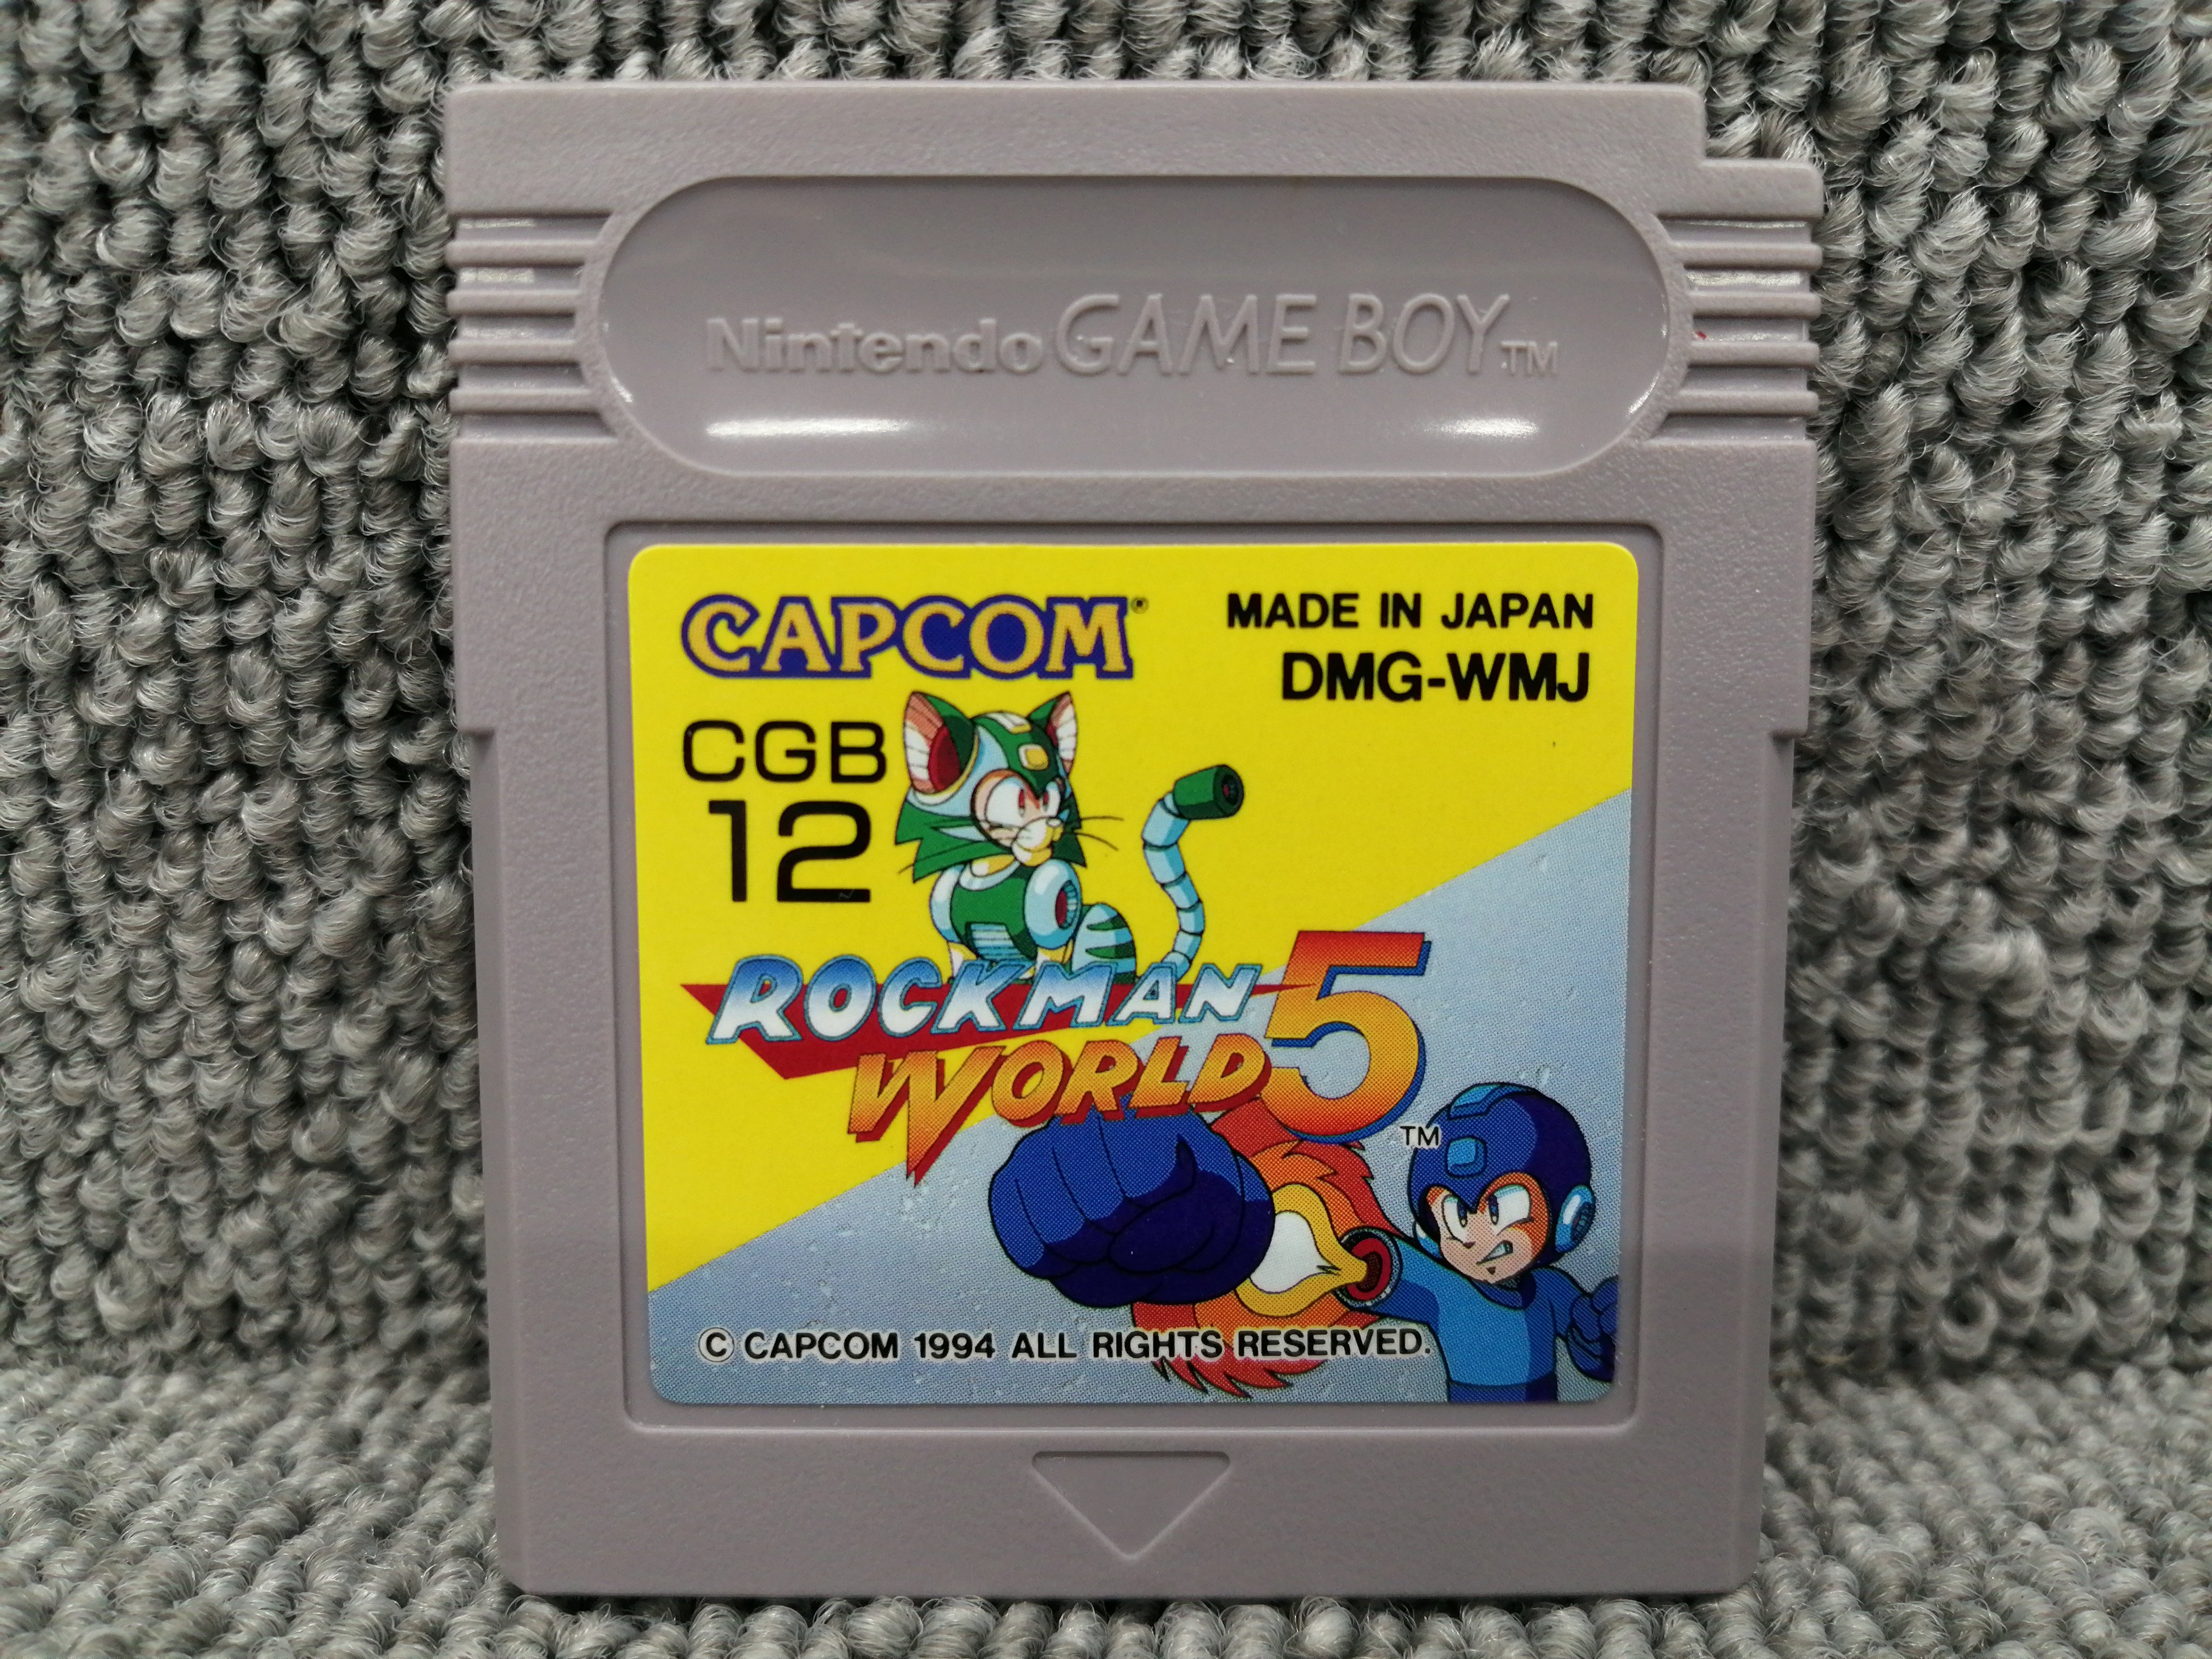 Nintendo GAME BOY TM
CAPCOM®
MADE IN JAPAN
DMG-WMJ
CGB
12
ROCKMAN
WORLD 5
TM
© CAPCOM 1994 ALL RIGHTS RESERVED.